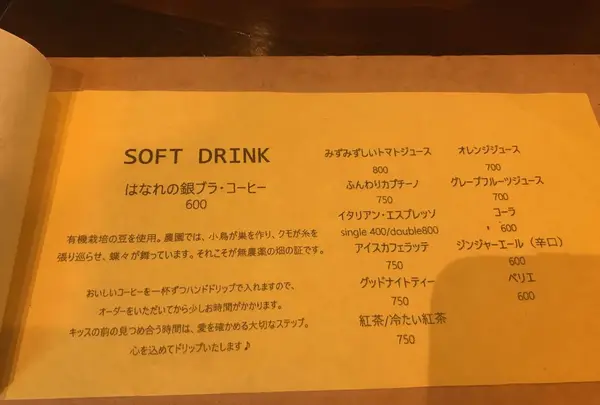 SOFT DRINK
はなれの銀ブラ・コーヒー
600
有機栽培の豆を使用。農園では、小鳥が巣を作り、クモが糸を
張り巡らせ、蝶々が舞っています。それこそが無農薬の畑の証です。
おいしいコーヒーを一杯ずつハンドドリップで入れますので、
オーダーをいただいてから少しお時間がかかります。
キッスの前の見つめ合う時間は、愛を確かめる大切なステップ。
心を込めてドリップいたします♪
みずみずしいトマトジュース
800
ふんわりカプチーノ
750
イタリアン・エスプレッソ
single 400/double800
アイスカフェラッテ
750
グッドナイトティー
750
紅茶/冷たい紅茶
750
オレンジジュース
700
グレープフルーツジュース
700
コーラ
600
ジンジャーエール（辛口）
600
ペリエ
600